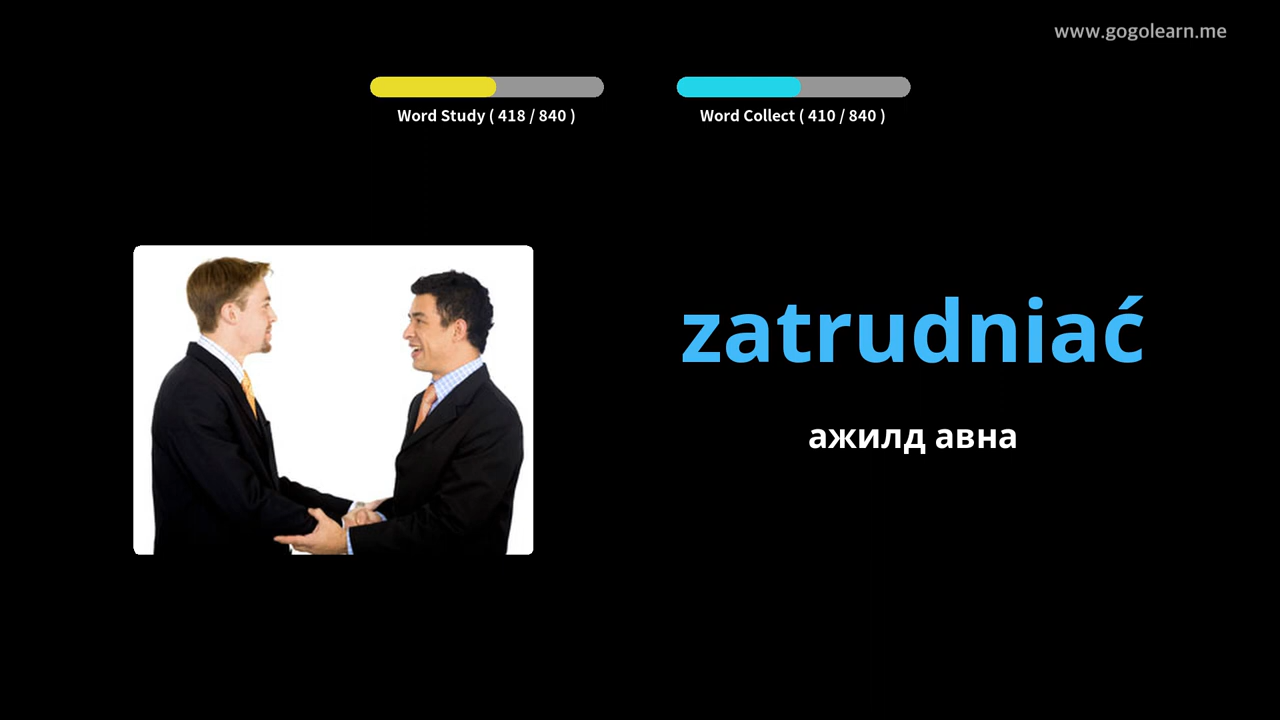 www.gogolearn.me
Word Study ( 418 / 840 )
Word Collect ( 410 / 840 )
zatrudniać
ажилд авна